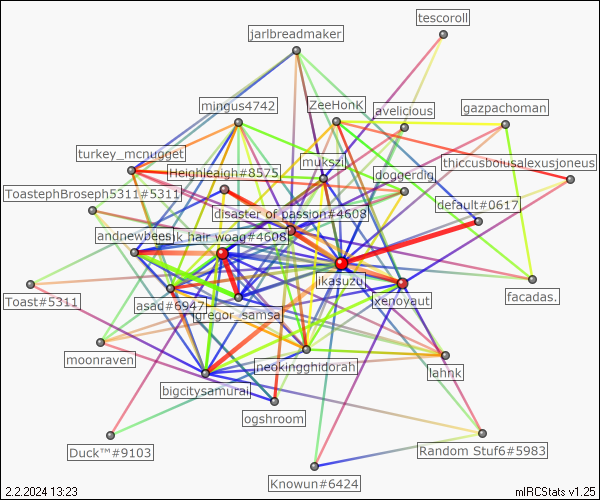 tescoroll
jarlbreadmaker
mingus4742
ZeeHonK
avelicious
gazpachoman
turkey_mcnugget
Heighleigh#8575
mukszi
thiccusboiusalexusjoneus
doggerdig
ToastephBroseph5311#5311
disaster of passion#4608
default#0617
andnewbees
k hair woag#4608
ikasuzu
Toast#5311
asad#6947
gregor_samsa
xenoyaut
facadas.
moonraven
neokingghidorah
lahnk
bigcitysamurai
ogshroom
Duck™#9103
Random Stuf6#5983
Knowun#6424
2.2.2024 13:23
mIRCStats v1.25